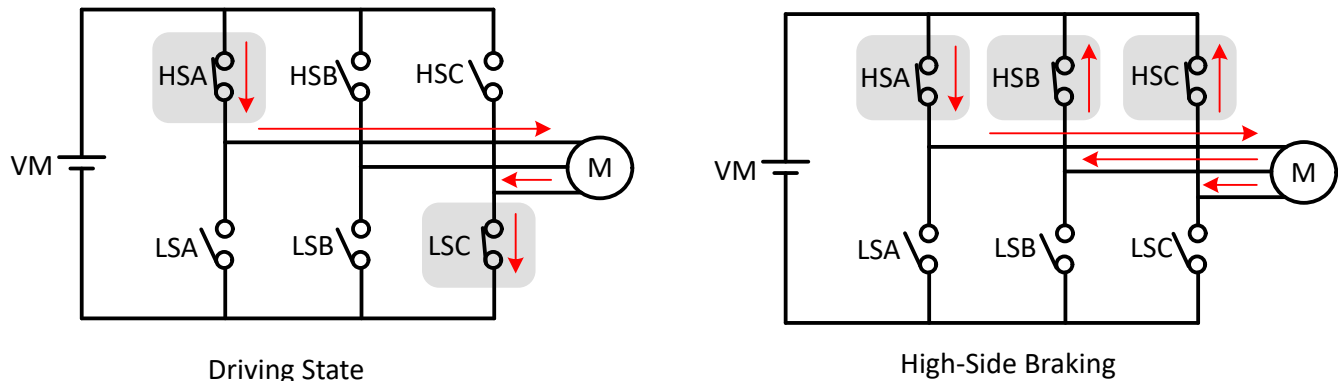 HSA HSB HSC
VM M
LSA LSB LSC
Driving State
HSA HSB HSC
VM M
LSA LSB LSC
High-Side Braking